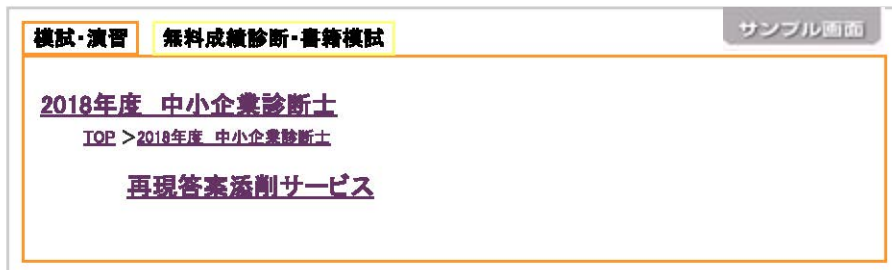 模試・演習 無料成績診断・書籍模試 サンプル画面
2018年度 中小企業診断士
TOP >2018年度 中小企業診断士
再現答案添削サービス